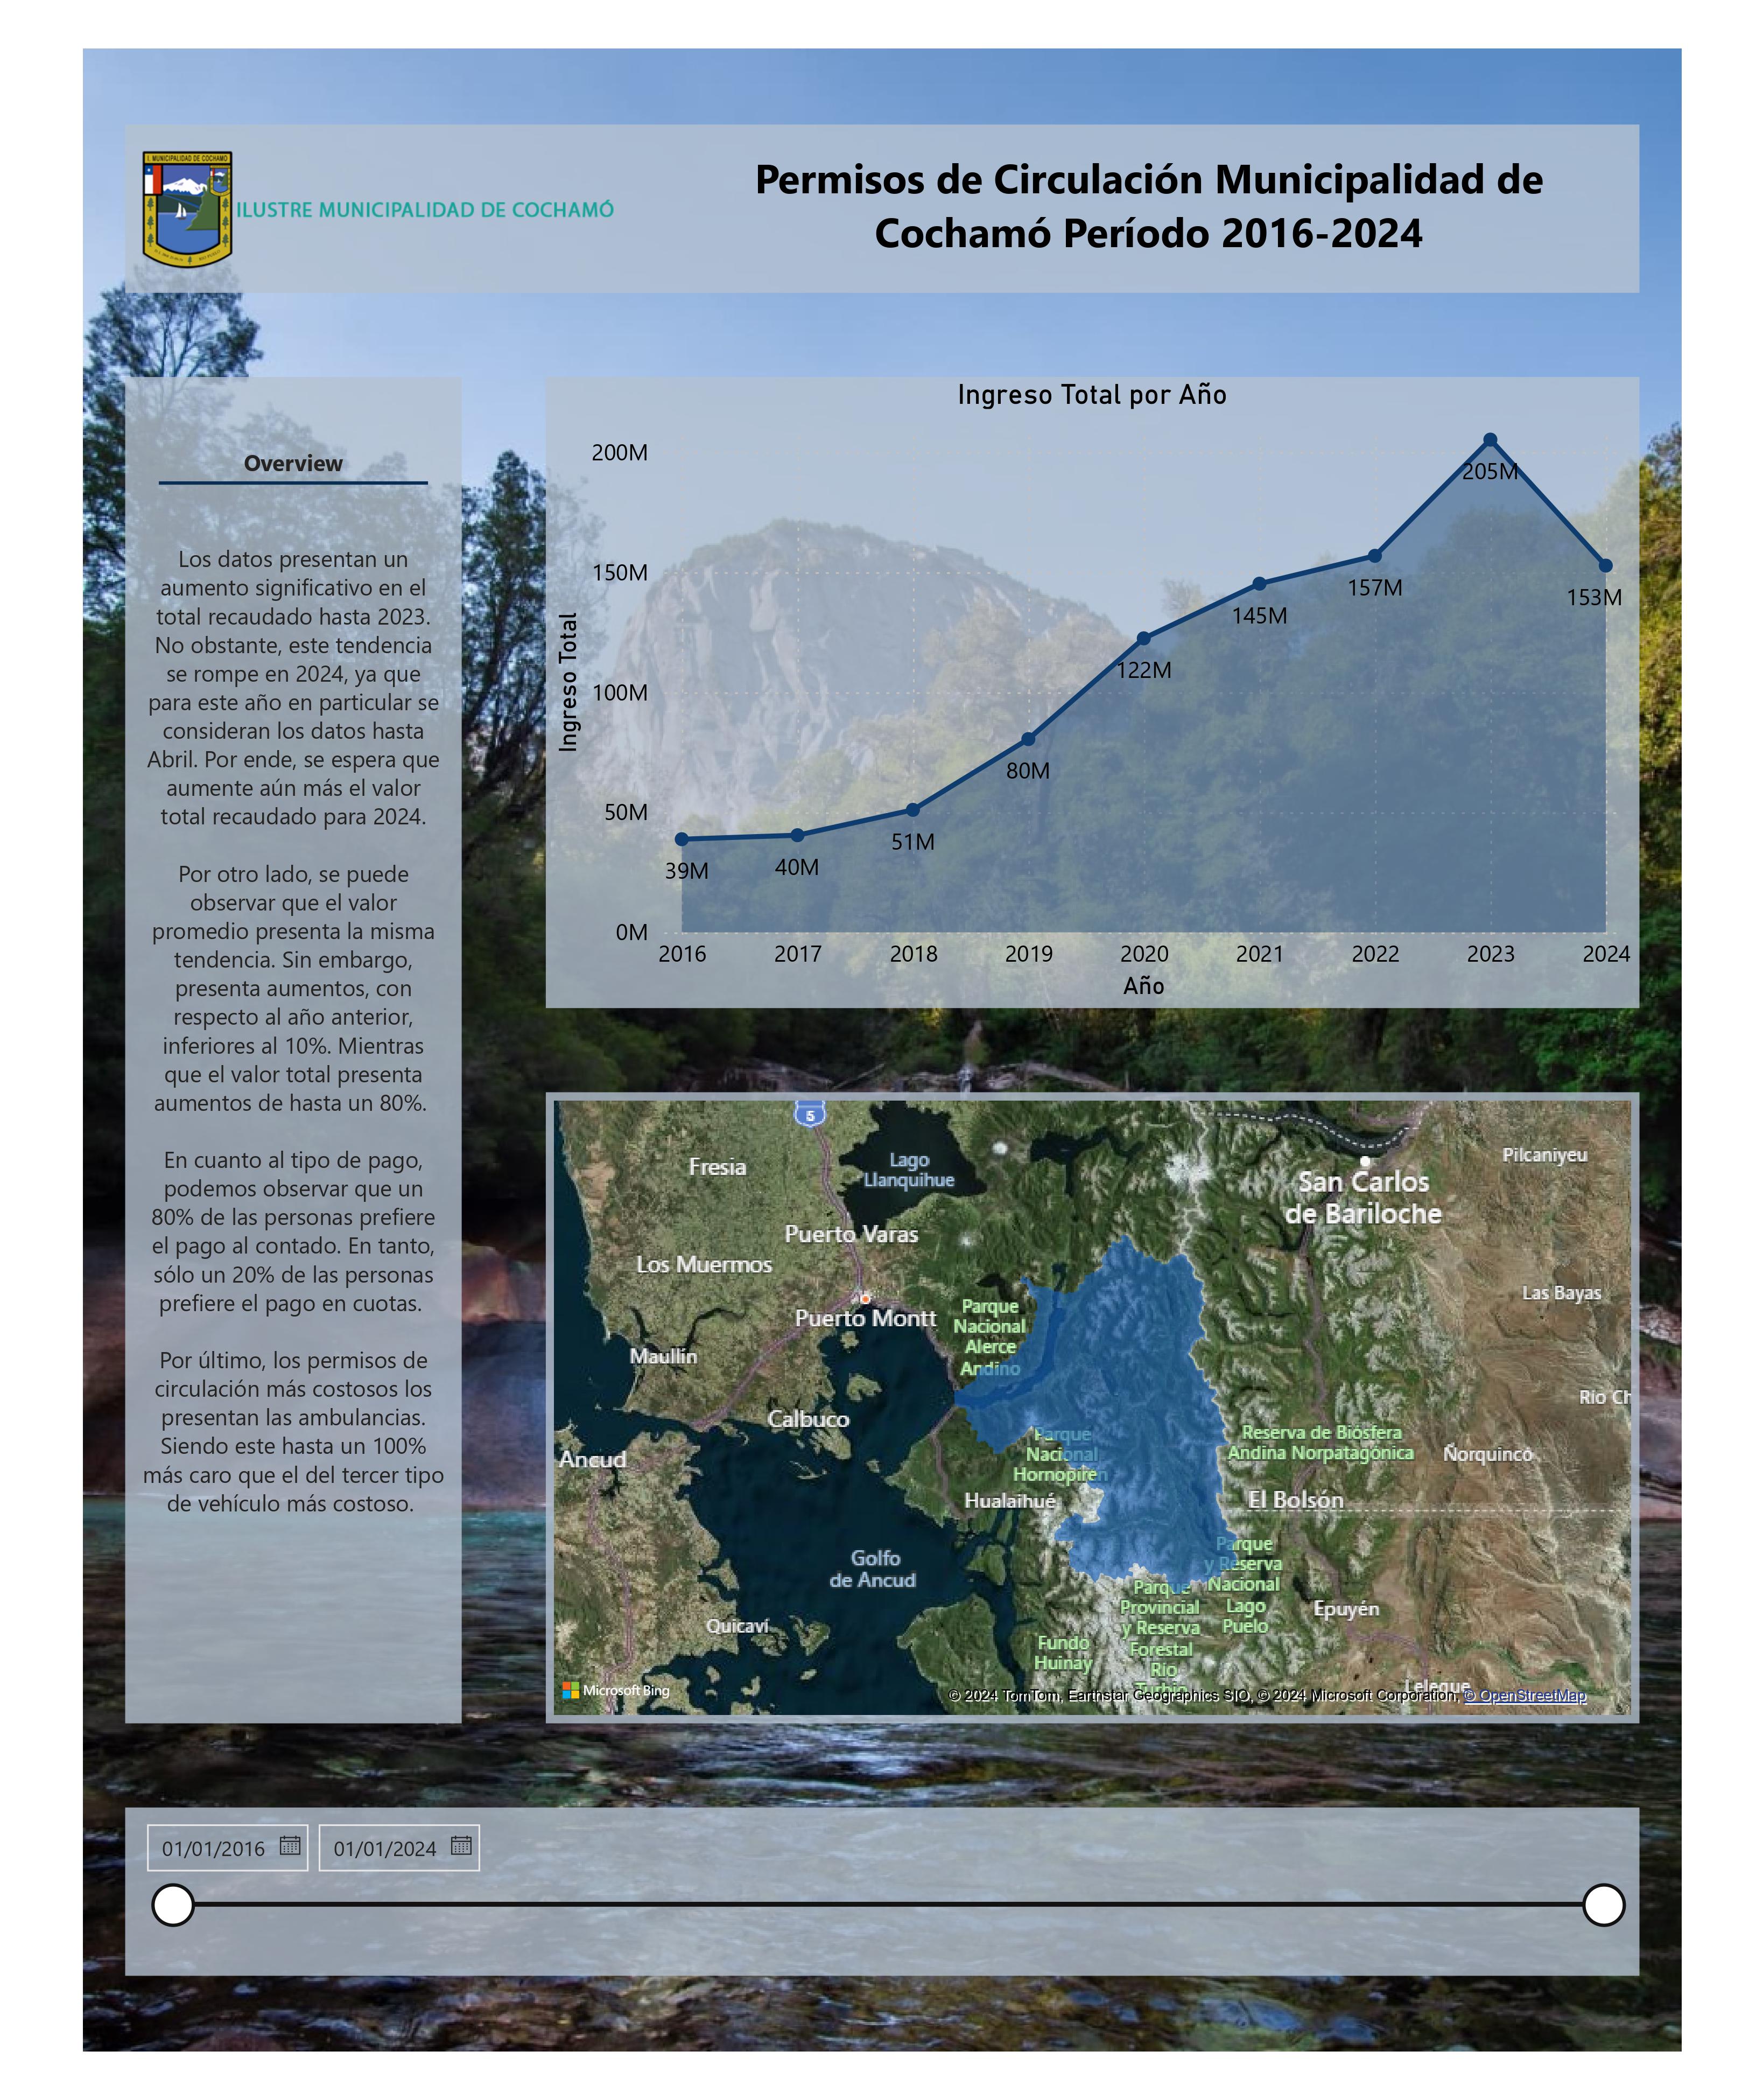 I. MUNICIPALIDAD DE COCHAMO
ILUSTRE MUNICIPALIDAD DE COCHAMÓ
Permisos de Circulación Municipalidad de
Cochamó Período 2016-2024
Overview
Los datos presentan un
aumento significativo en el
total recaudado hasta 2023.
No obstante, este tendencia
se rompe en 2024, ya que
para este año en particular se
consideran los datos hasta
Abril. Por ende, se espera que
aumente aún más el valor
total recaudado para 2024.
Por otro lado, se puede
observar que el valor
promedio presenta la misma
tendencia. Sin embargo,
presenta aumentos, con
respecto al año anterior,
inferiores al 10%. Mientras
que el valor total presenta
aumentos de hasta un 80%.
En cuanto al tipo de pago,
podemos observar que un
80% de las personas prefiere
el pago al contado. En tanto,
sólo un 20% de las personas
prefiere el pago en cuotas.
Por último, los permisos de
circulación más costosos los
presentan las ambulancias.
Siendo este hasta un 100%
más caro que el del tercer tipo
de vehículo más costoso.
Ingreso Total por Año
Ingreso Total
200M
150M
100M
50M
0M
39M
40M
51M
80M
122M
145M
157M
205M
153M
2016
2017
2018
2019
2020
2021
2022
2023
2024
Año
5
Fresia
Lago
Llanquihue
San Carlos
de Bariloche
Pilcaniyeu
Puerto Varas
Los Muermos
Las Bayas
Puerto Montt
Parque
Nacional
Alerce
Andino
Maullín
Río Ch
Calbuco
Ancud
Parque
Nacional
Hornopirén
Reserva de Biósfera
Andina Norpatagónica
Ñorquincó
Hualaihué
El Bolsón
Golfo
de Ancud
Parque
y Reserva
Nacional
Lago
Puelo
Parque
Provincial
y Reserva
Forestal
Río
Turbio
Epuyén
Quicaví
Fundo
Huinay
Leleque
Microsoft Bing
© 2024 TomTom, Earthstar Geographics SIO, © 2024 Microsoft Corporation, © OpenStreetMap
01/01/2016
01/01/2024